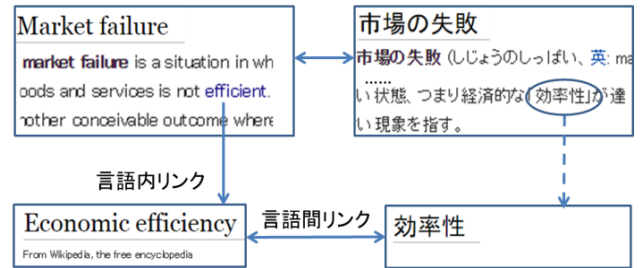 Market failure
market failure is a situation in wh
oods and services is not efficient.
nother conceivable outcome where
市場の失敗
市場の失敗 (しじょうのしっぱい、英: ma
......
い状態、つまり経済的な「効率性」が達
い現象を指す。
言語内リンク
Economic efficiency
From Wikipedia, the free encyclopedia
言語間リンク
効率性